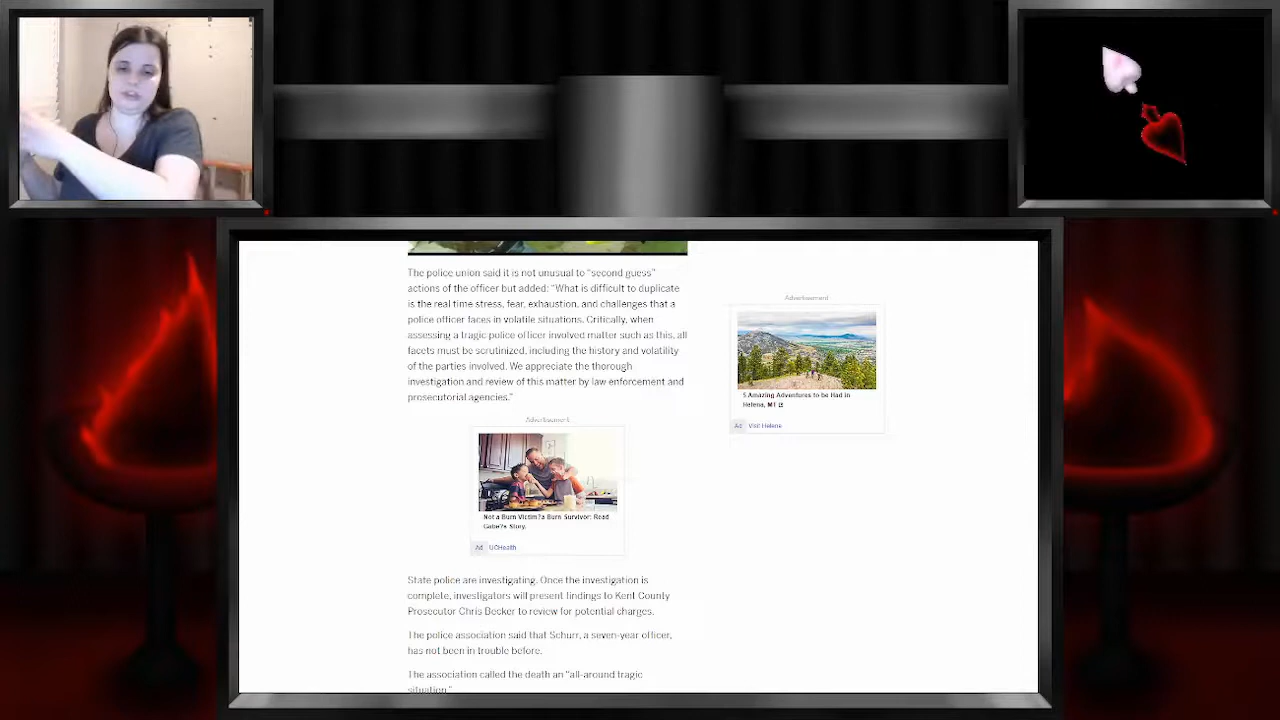 The police union said it is not unusual to "second guess"
actions of the officer but added: "What is difficult to duplicate
is the real time stress, fear, exhaustion, and challenges that a
police officer faces in volatile situations. Critically, when
assessing a tragic police officer involved matter such as this, all
facets must be scrutinized, including the history and volatility
of the parties involved. We appreciate the thorough
investigation and review of this matter by law enforcement and
prosecutorial agencies."
Advertisement
Not a Burn Victim?a Burn Survivor: Read
Gabe?s Story.
Ad UCHealth
State police are investigating. Once the investigation is
complete, investigators will present findings to Kent County
Prosecutor Chris Becker to review for potential charges.
The police association said that Schurr, a seven-year officer,
has not been in trouble before.
The association called the death an "all-around tragic
situation."
Advertisement
5 Amazing Adventures to be Had in
Helena, MT
Ad Visit Helena